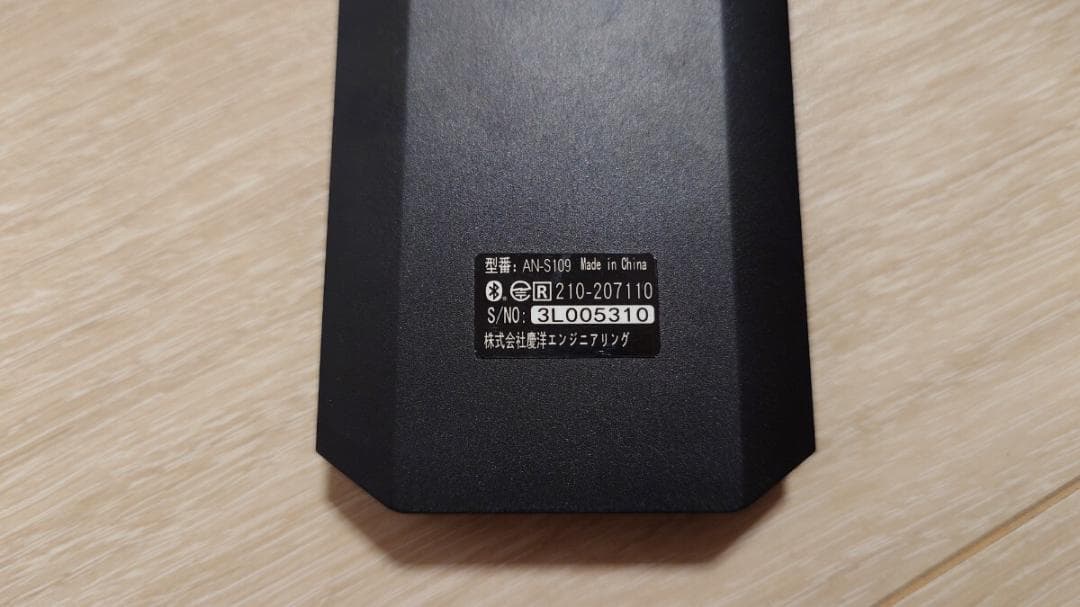 型番: AN-S109 Made in China
R 210-207110
S/NO: 3L005310
株式会社慶洋エンジニアリング